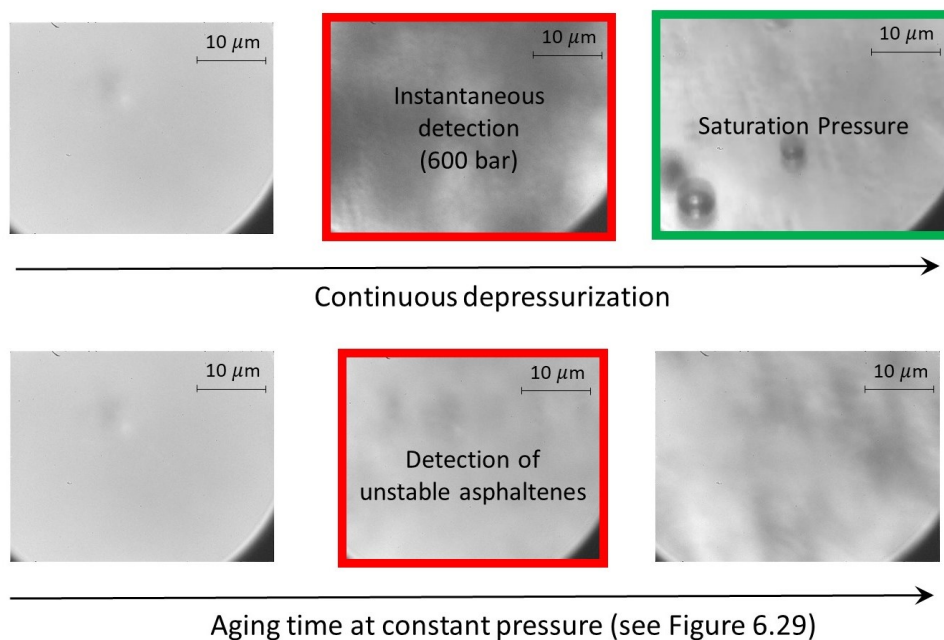 10 μm
10 μm
10 μm
Instantaneous
detection
(600 bar)
Saturation Pressure
Continuous depressurization
10 μm
10 μm
10 μm
Detection of
unstable asphaltenes
Aging time at constant pressure (see Figure 6.29)